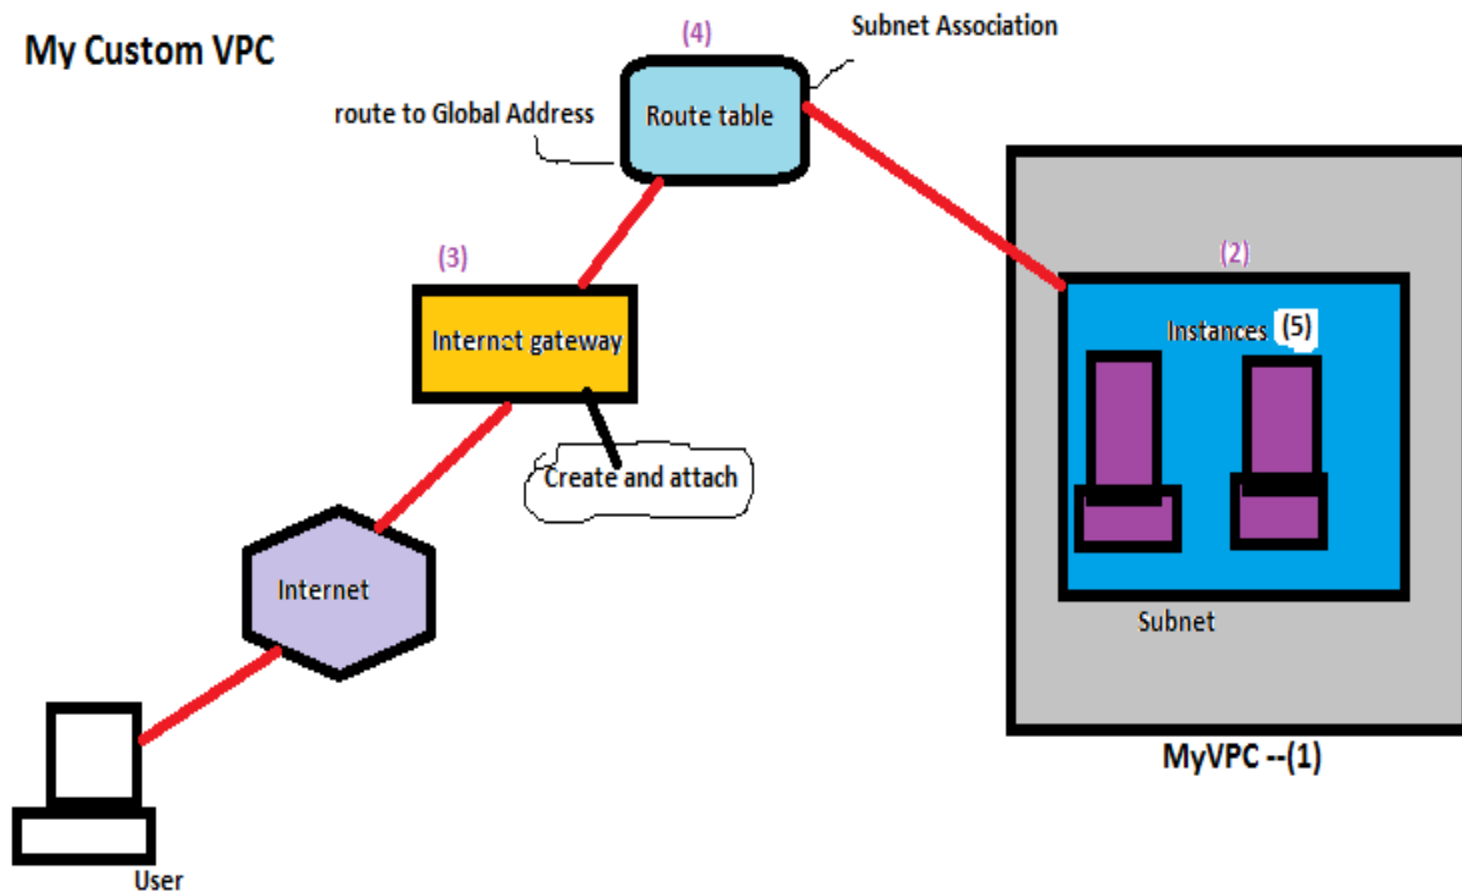 My Custom VPC
(4)
Subnet Association
route to Global Address
Route table
(3)
(2)
Internet gateway
Instances (5)
Create and attach
Internet
Subnet
MyVPC --(1)
User